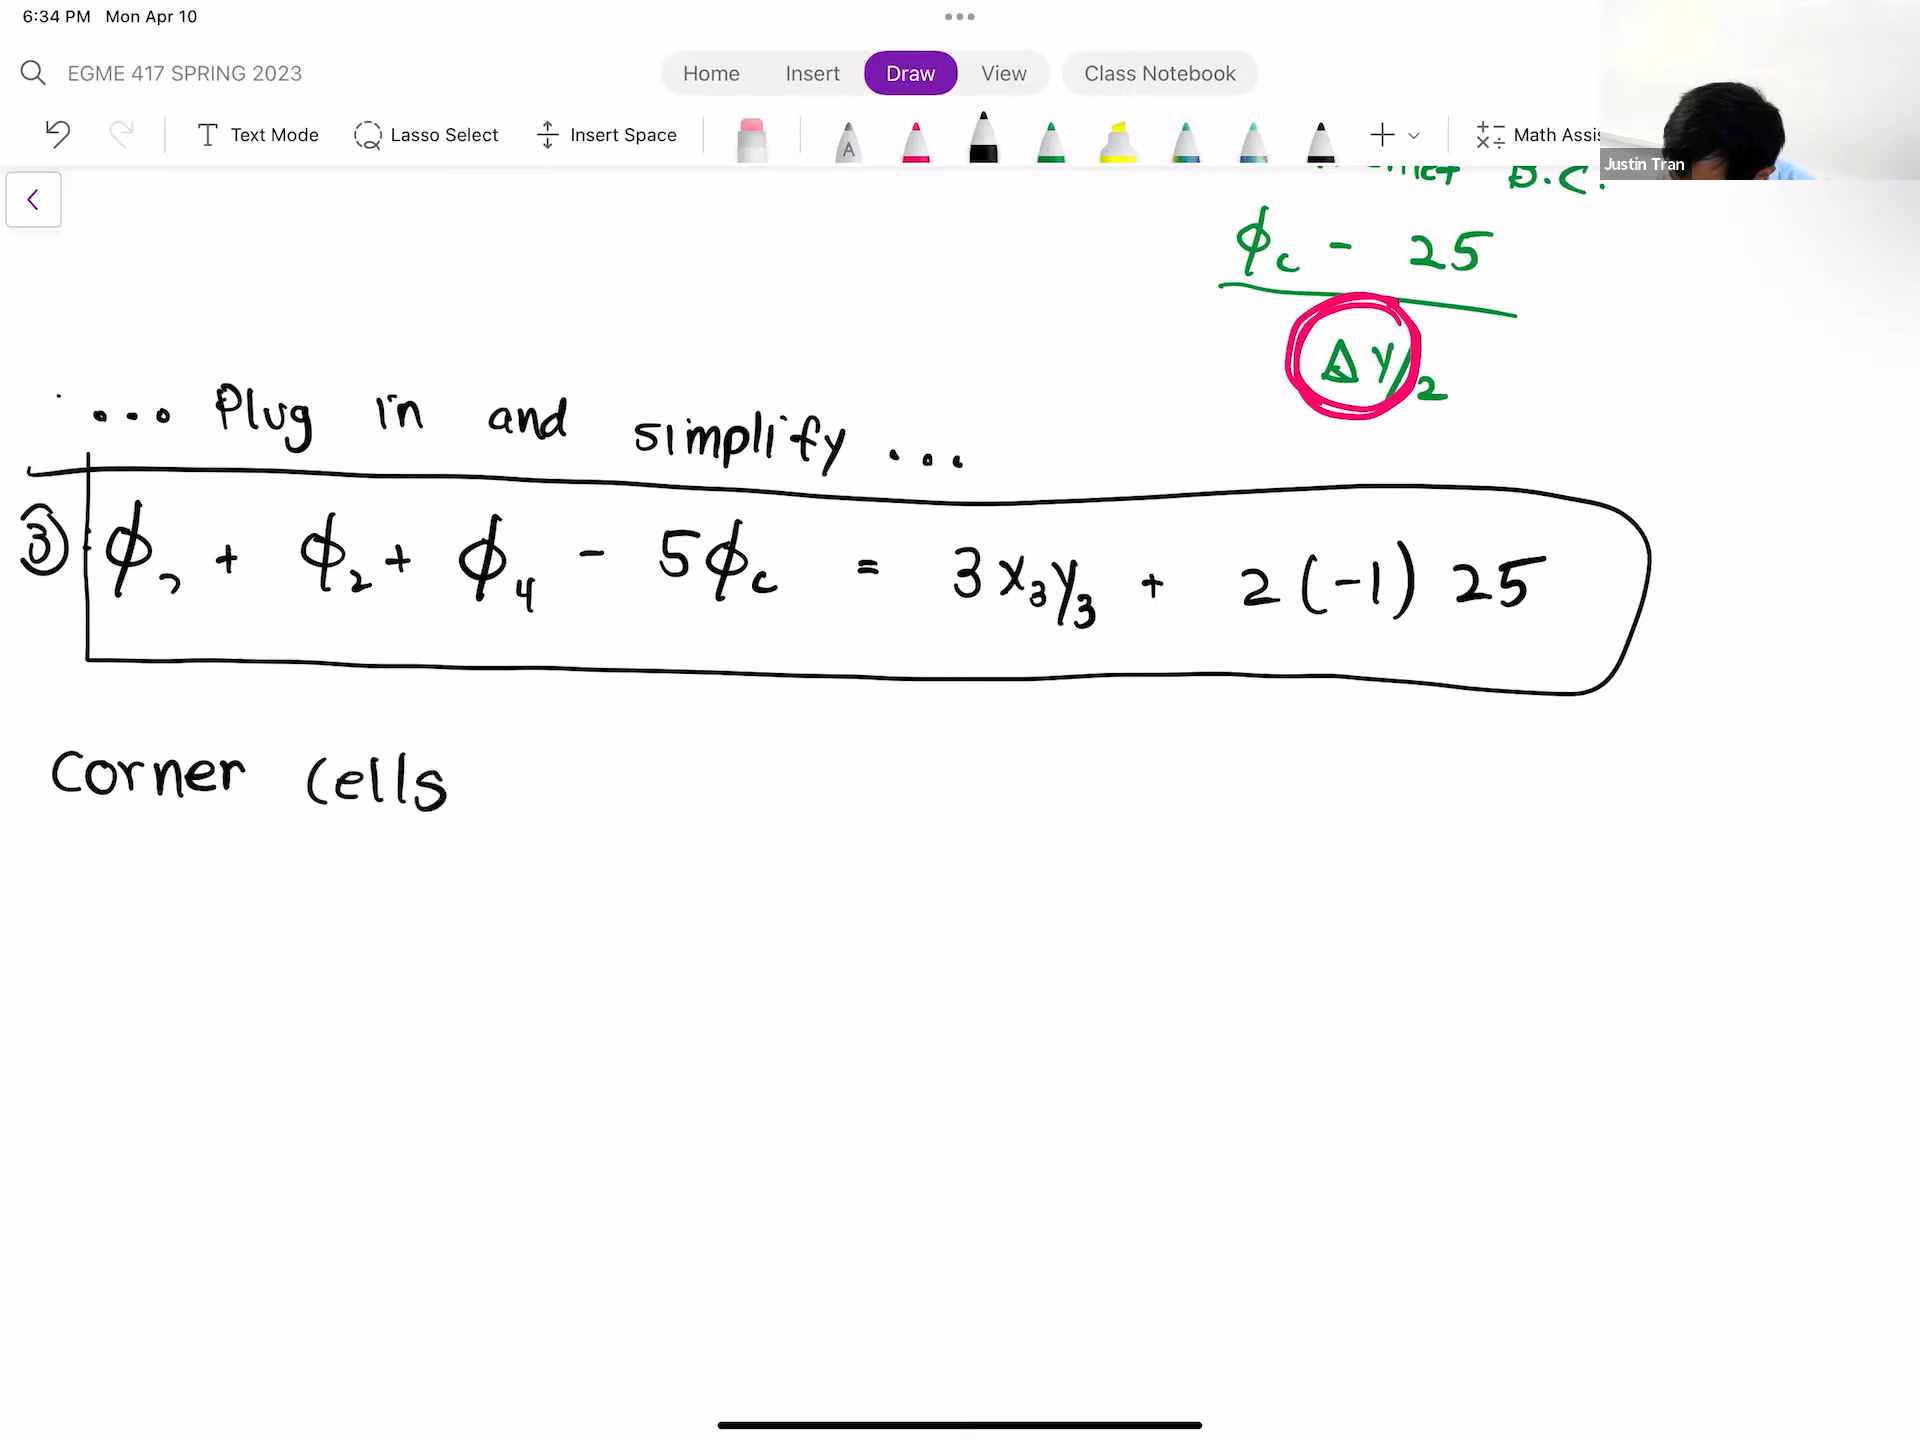 6:34 PM Mon Apr 10
EGME 417 SPRING 2023
Home Insert Draw View Class Notebook
Text Mode Lasso Select Insert Space A Math Assis
Justin Tran
B.C.
ϕc - 25
Δy/2
... Plug in and simplify ...
③ ϕ? + ϕ2 + ϕ4 - 5ϕc = 3x3y3 + 2(-1) 25
Corner Cells